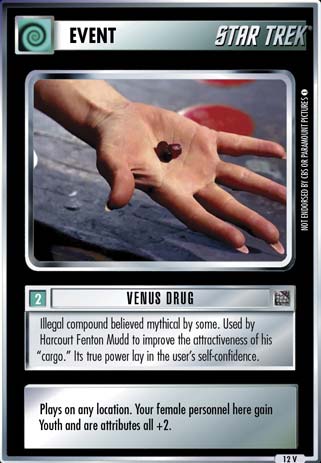 EVENT
STAR TREK
NOT ENDORSED BY CBS OR PARAMOUNT PICTURES
2
VENUS DRUG
Illegal compound believed mythical by some. Used by
Harcourt Fenton Mudd to improve the attractiveness of his
“cargo.” Its true power lay in the user's self-confidence.
Plays on any location. Your female personnel here gain
Youth and are attributes all +2.
12 V